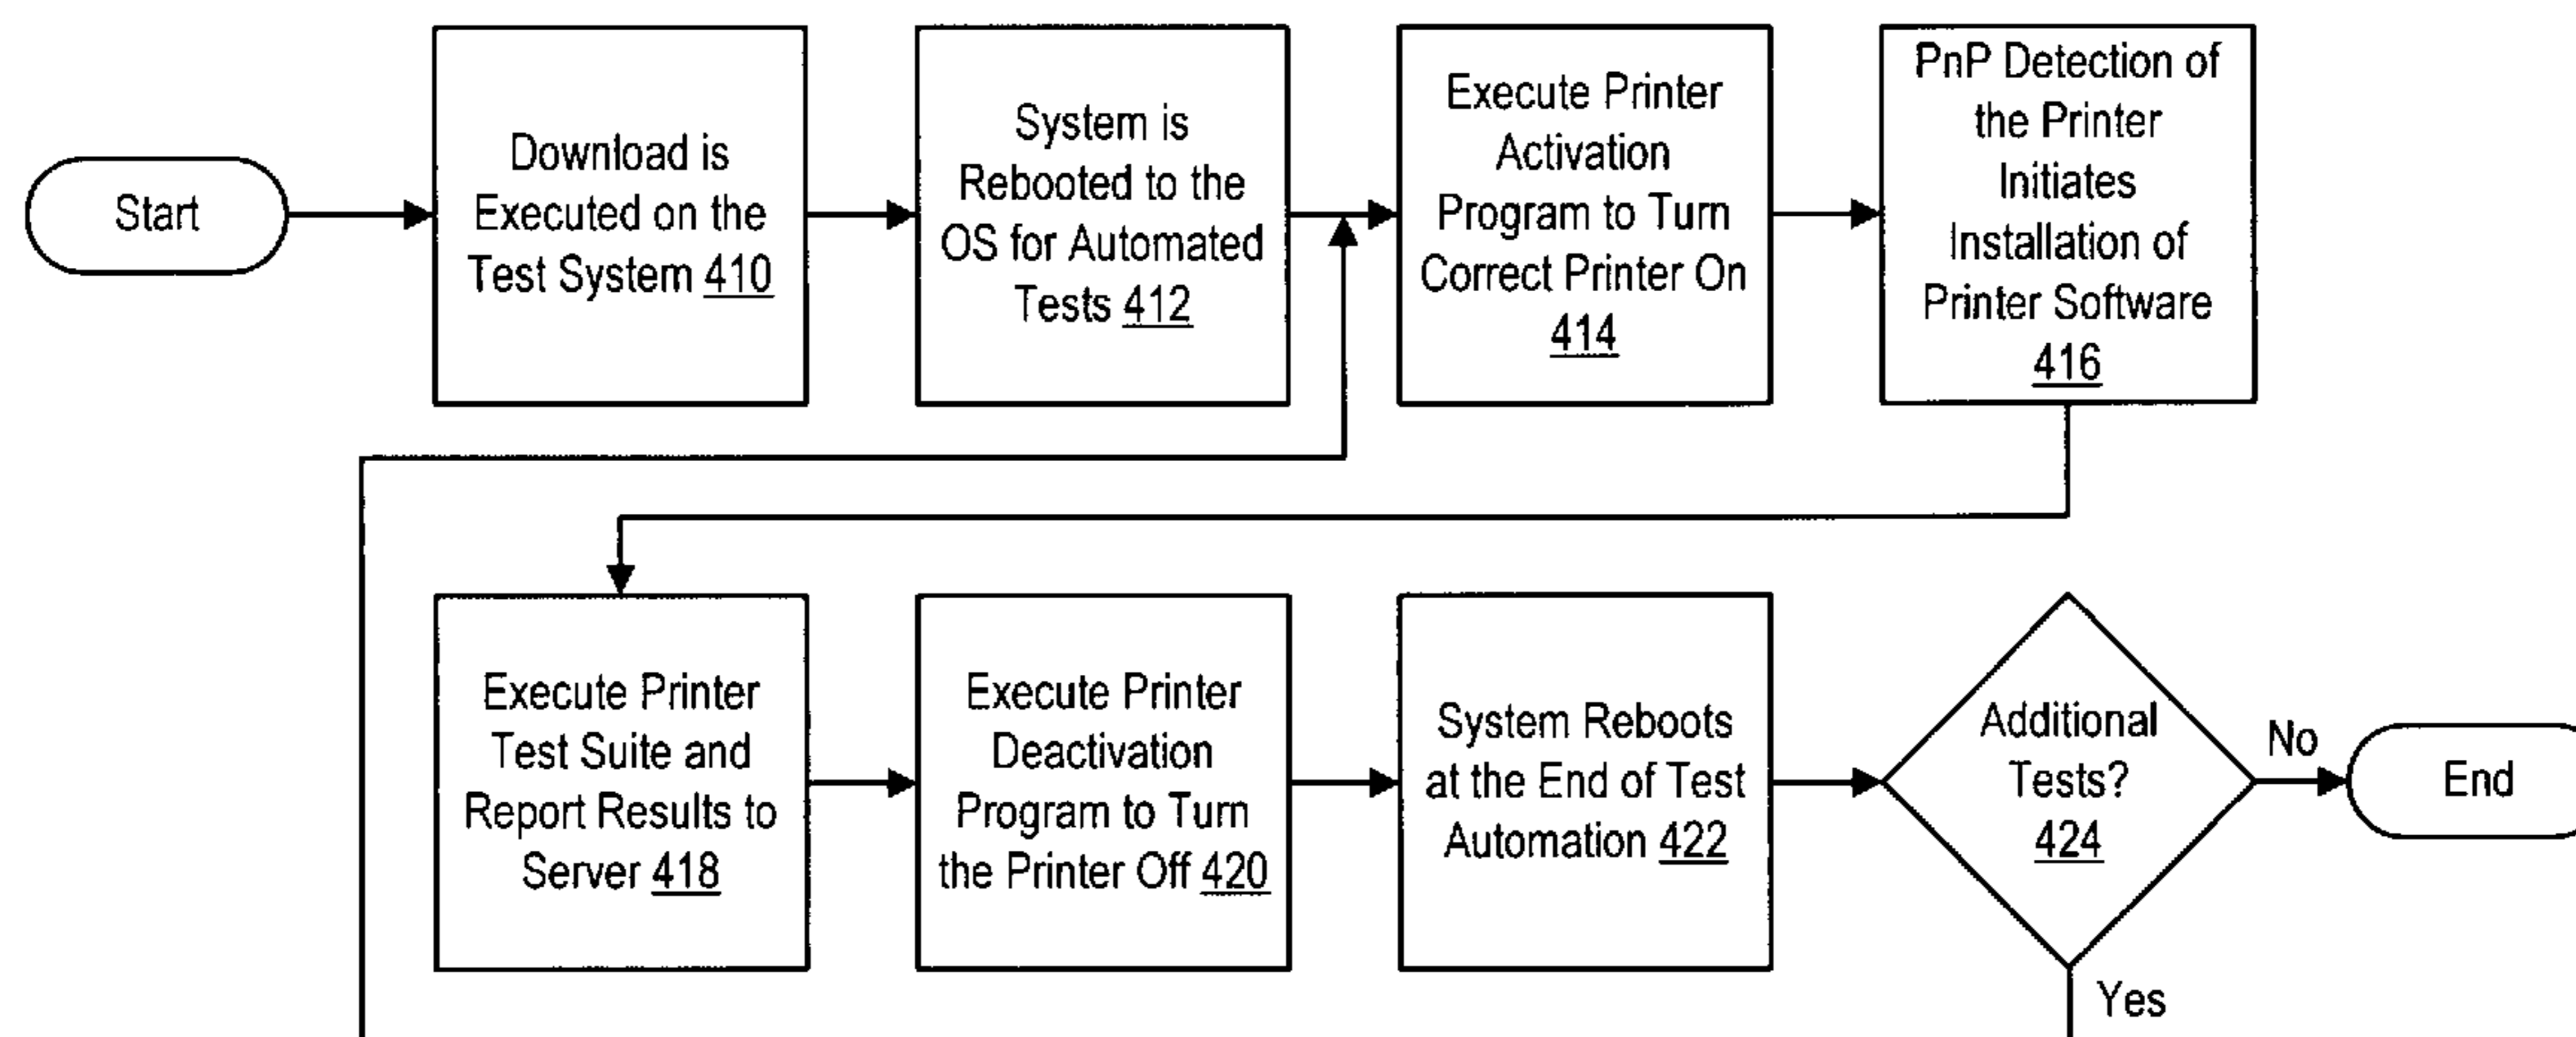 Start
Download is
Executed on the
Test System 410
System is
Rebooted to the
OS for Automated
Tests 412
Execute Printer
Activation
Program to Turn
Correct Printer On
414
PnP Detection of
the Printer
Initiates
Installation of
Printer Software
416
Execute Printer
Test Suite and
Report Results to
Server 418
Execute Printer
Deactivation
Program to Turn
the Printer Off 420
System Reboots
at the End of Test
Automation 422
Additional
Tests?
424
No
End
Yes